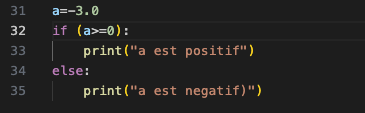 31 a=-3.0
32 if (a>=0):
33     print("a est positif")
34 else:
35     print("a est negatif)")